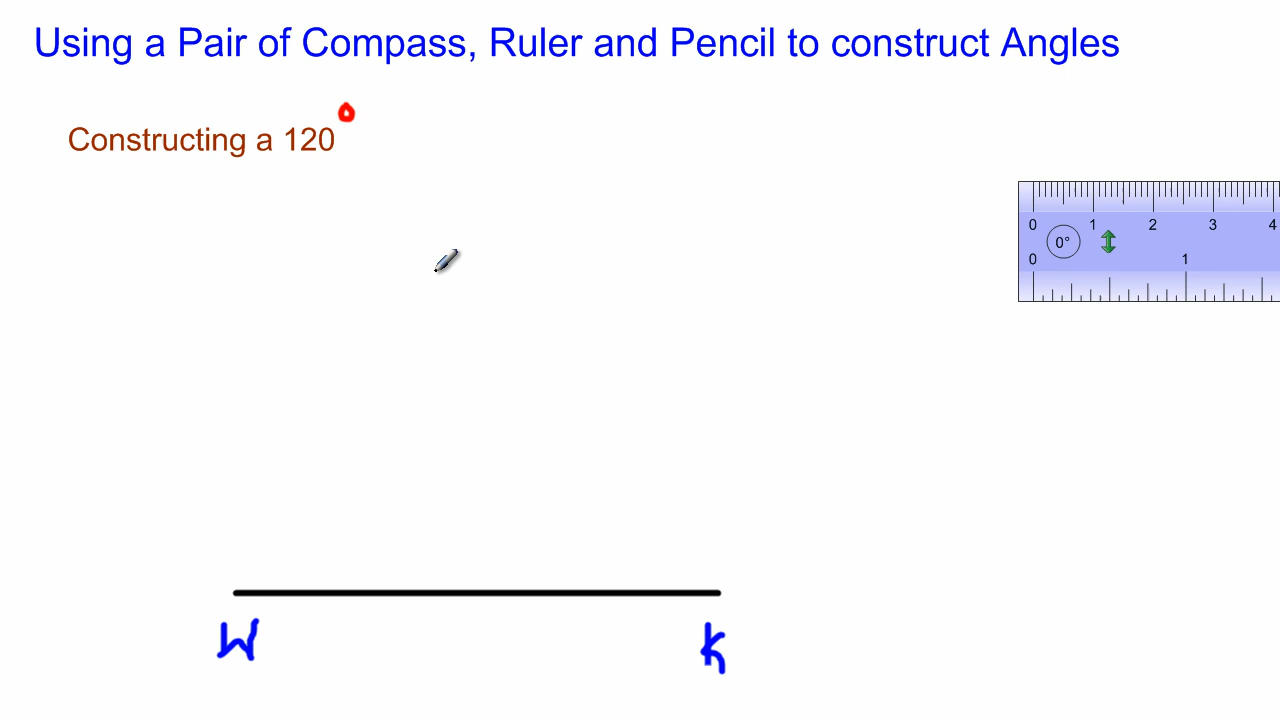 Using a Pair of Compass, Ruler and Pencil to construct Angles
Constructing a 120°
0 1 2 3 4
0°
0 1
W K